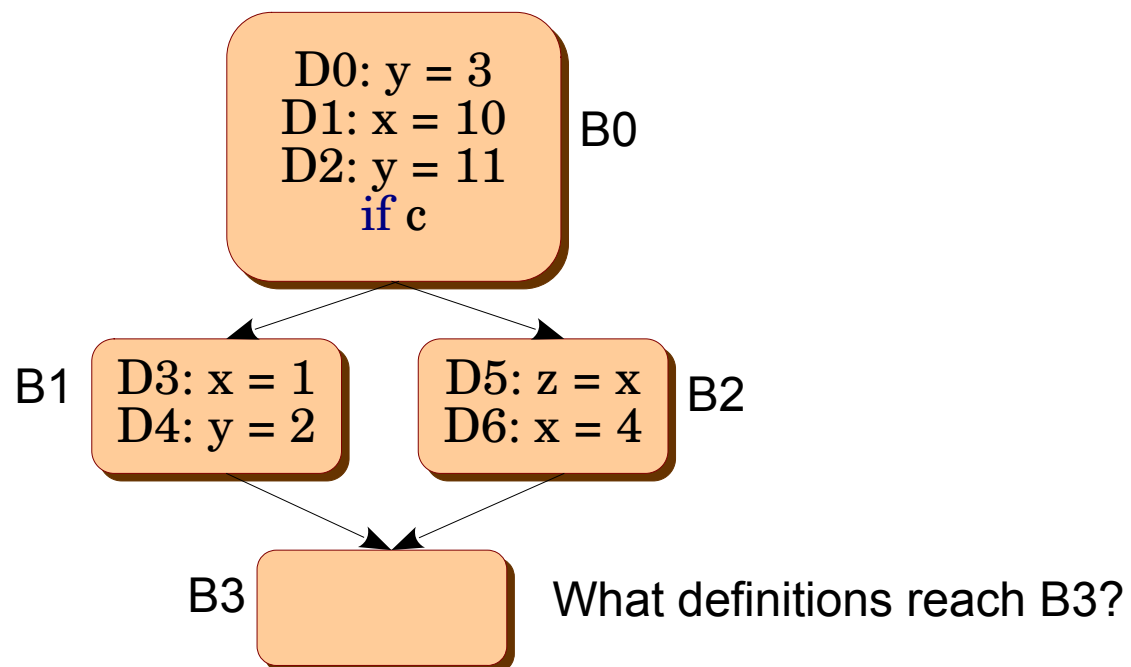 D0: y = 3
D1: x = 10
D2: y = 11
if c
B0
B1
D3: x = 1
D4: y = 2
D5: z = x
D6: x = 4
B2
B3
What definitions reach B3?